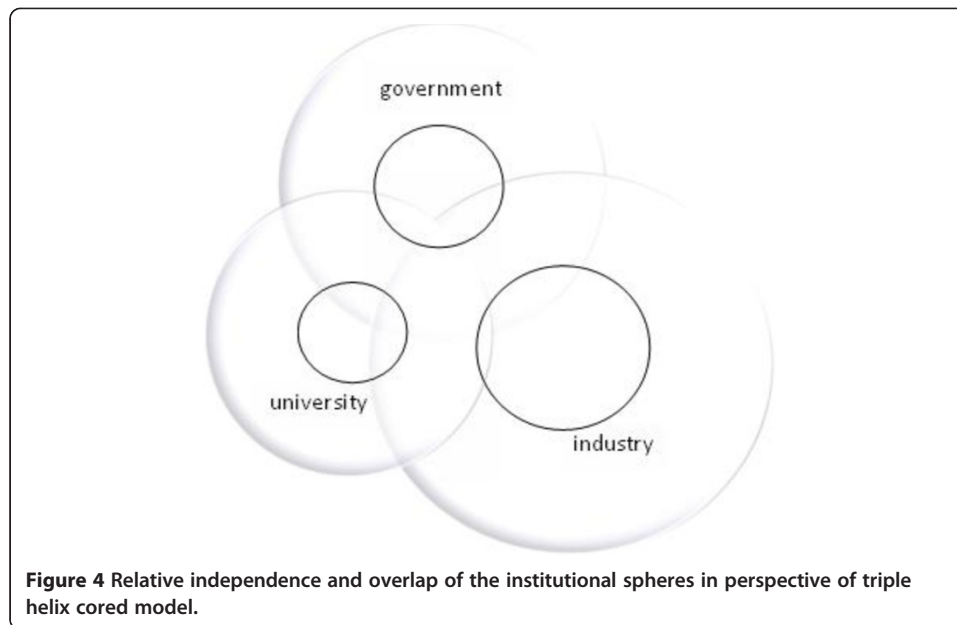 government
university
industry
Figure 4 Relative independence and overlap of the institutional spheres in perspective of triple
helix cored model.